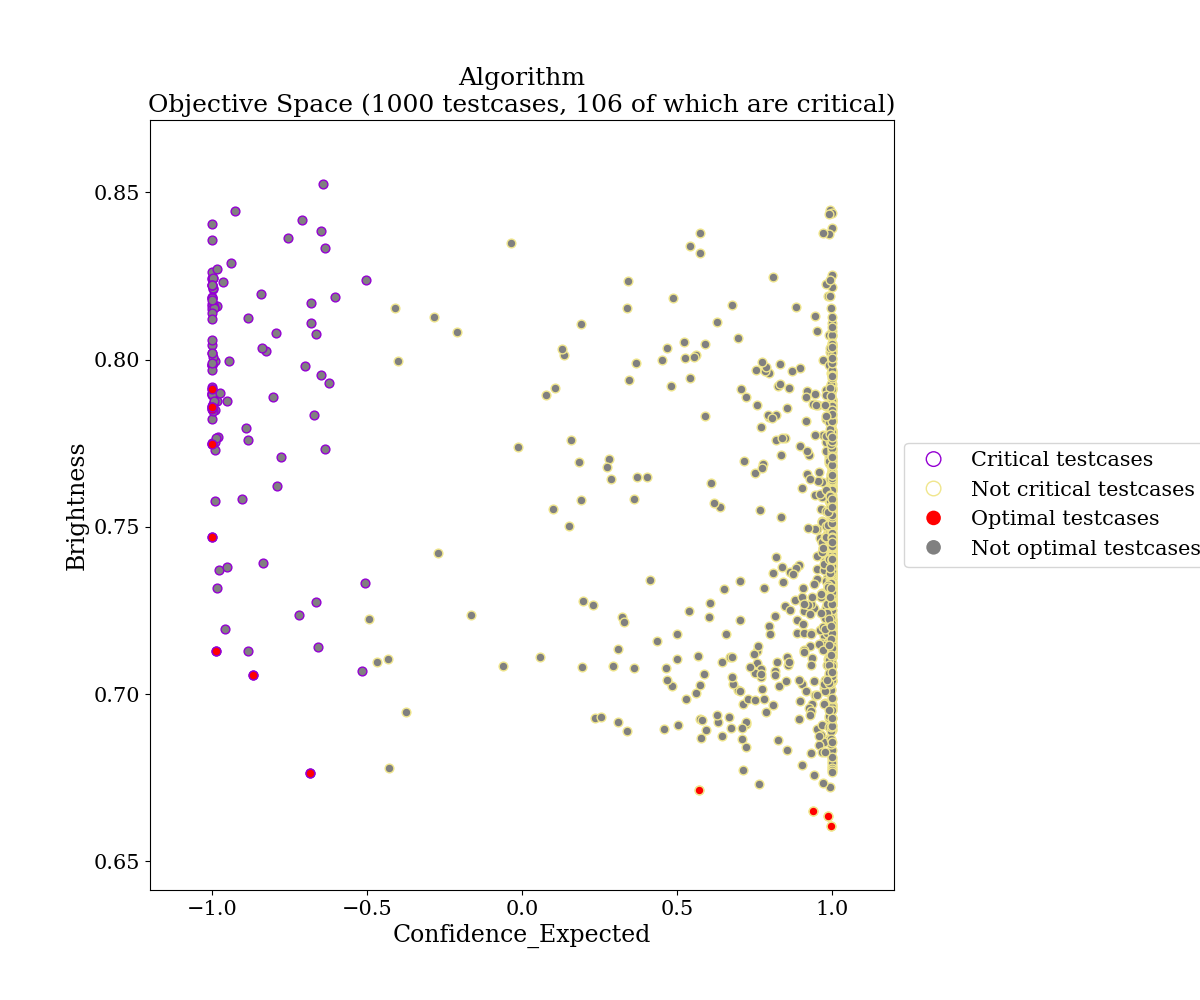 Algorithm
Objective Space (1000 testcases, 106 of which are critical)
0.85
0.80
0.75
0.70
0.65
Brightness
−1.0
−0.5
0.0
0.5
1.0
Confidence_Expected
Critical testcases
Not critical testcases
Optimal testcases
Not optimal testcases